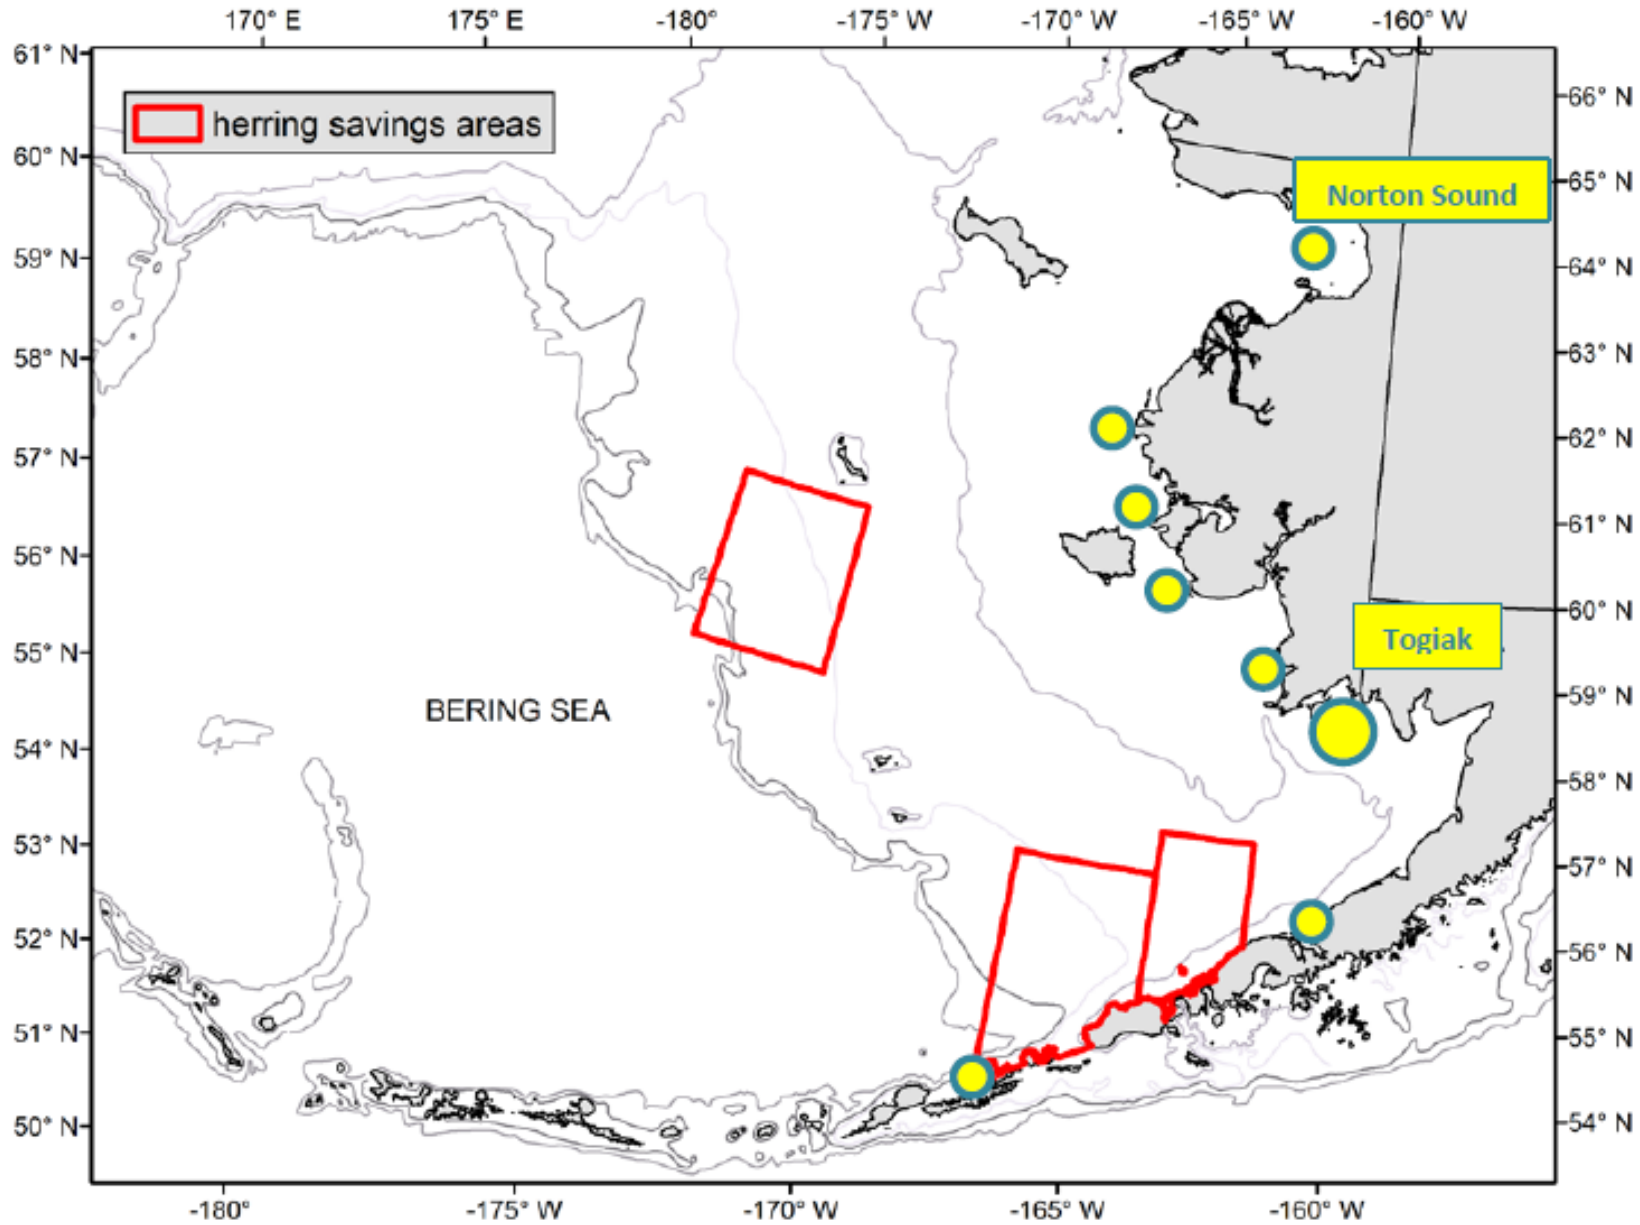 170° E 175° E -180° -175° W -170° W -165° W -160° W
61° N
herring savings areas
66° N
60° N
65° N
Norton Sound
59° N
64° N
58° N
63° N
62° N
57° N
61° N
56° N
60° N
55° N
Togiak
59° N
BERING SEA
54° N
58° N
53° N
57° N
52° N
56° N
51° N
55° N
50° N
54° N
-180° -175° W -170° W -165° W -160° W